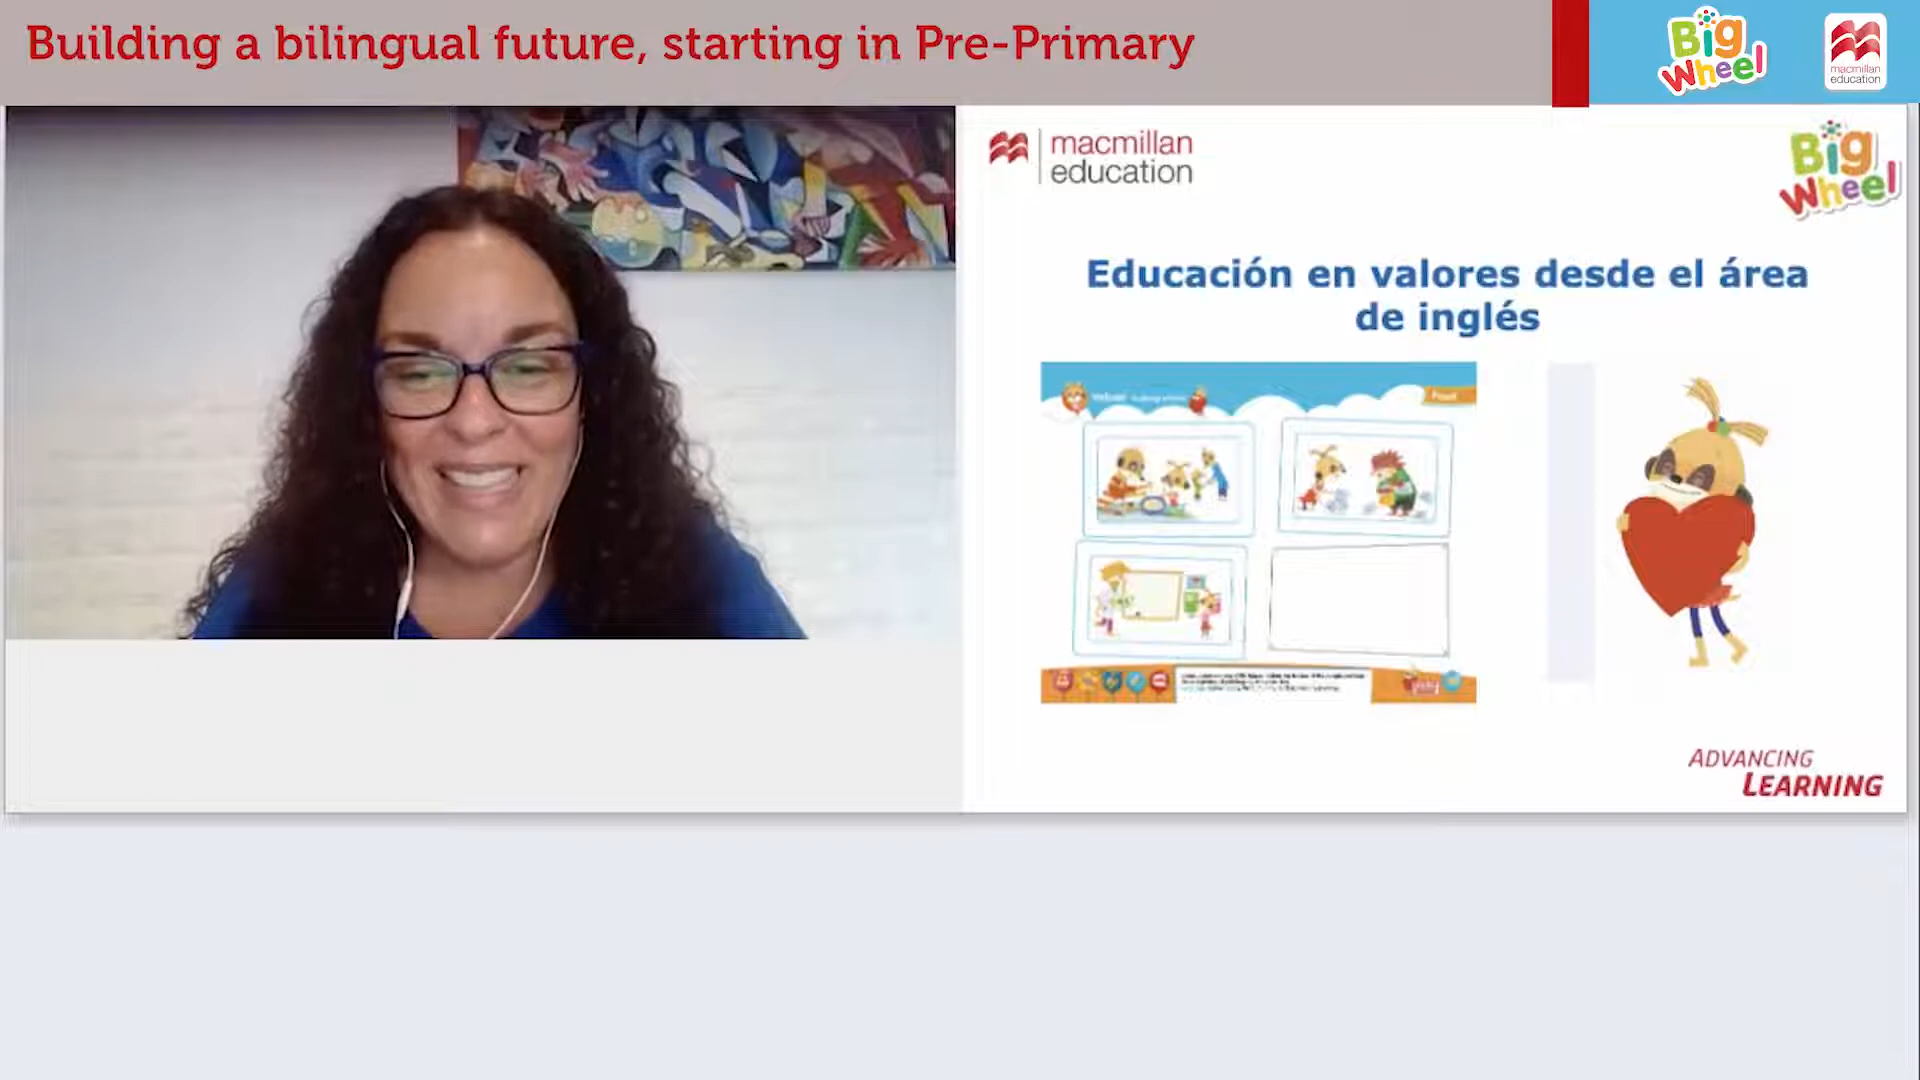 Building a bilingual future, starting in Pre-Primary
Big
Wheel
macmillan
education
macmillan
education
Big
Wheel
Educación en valores desde el área
de inglés
ADVANCING
LEARNING